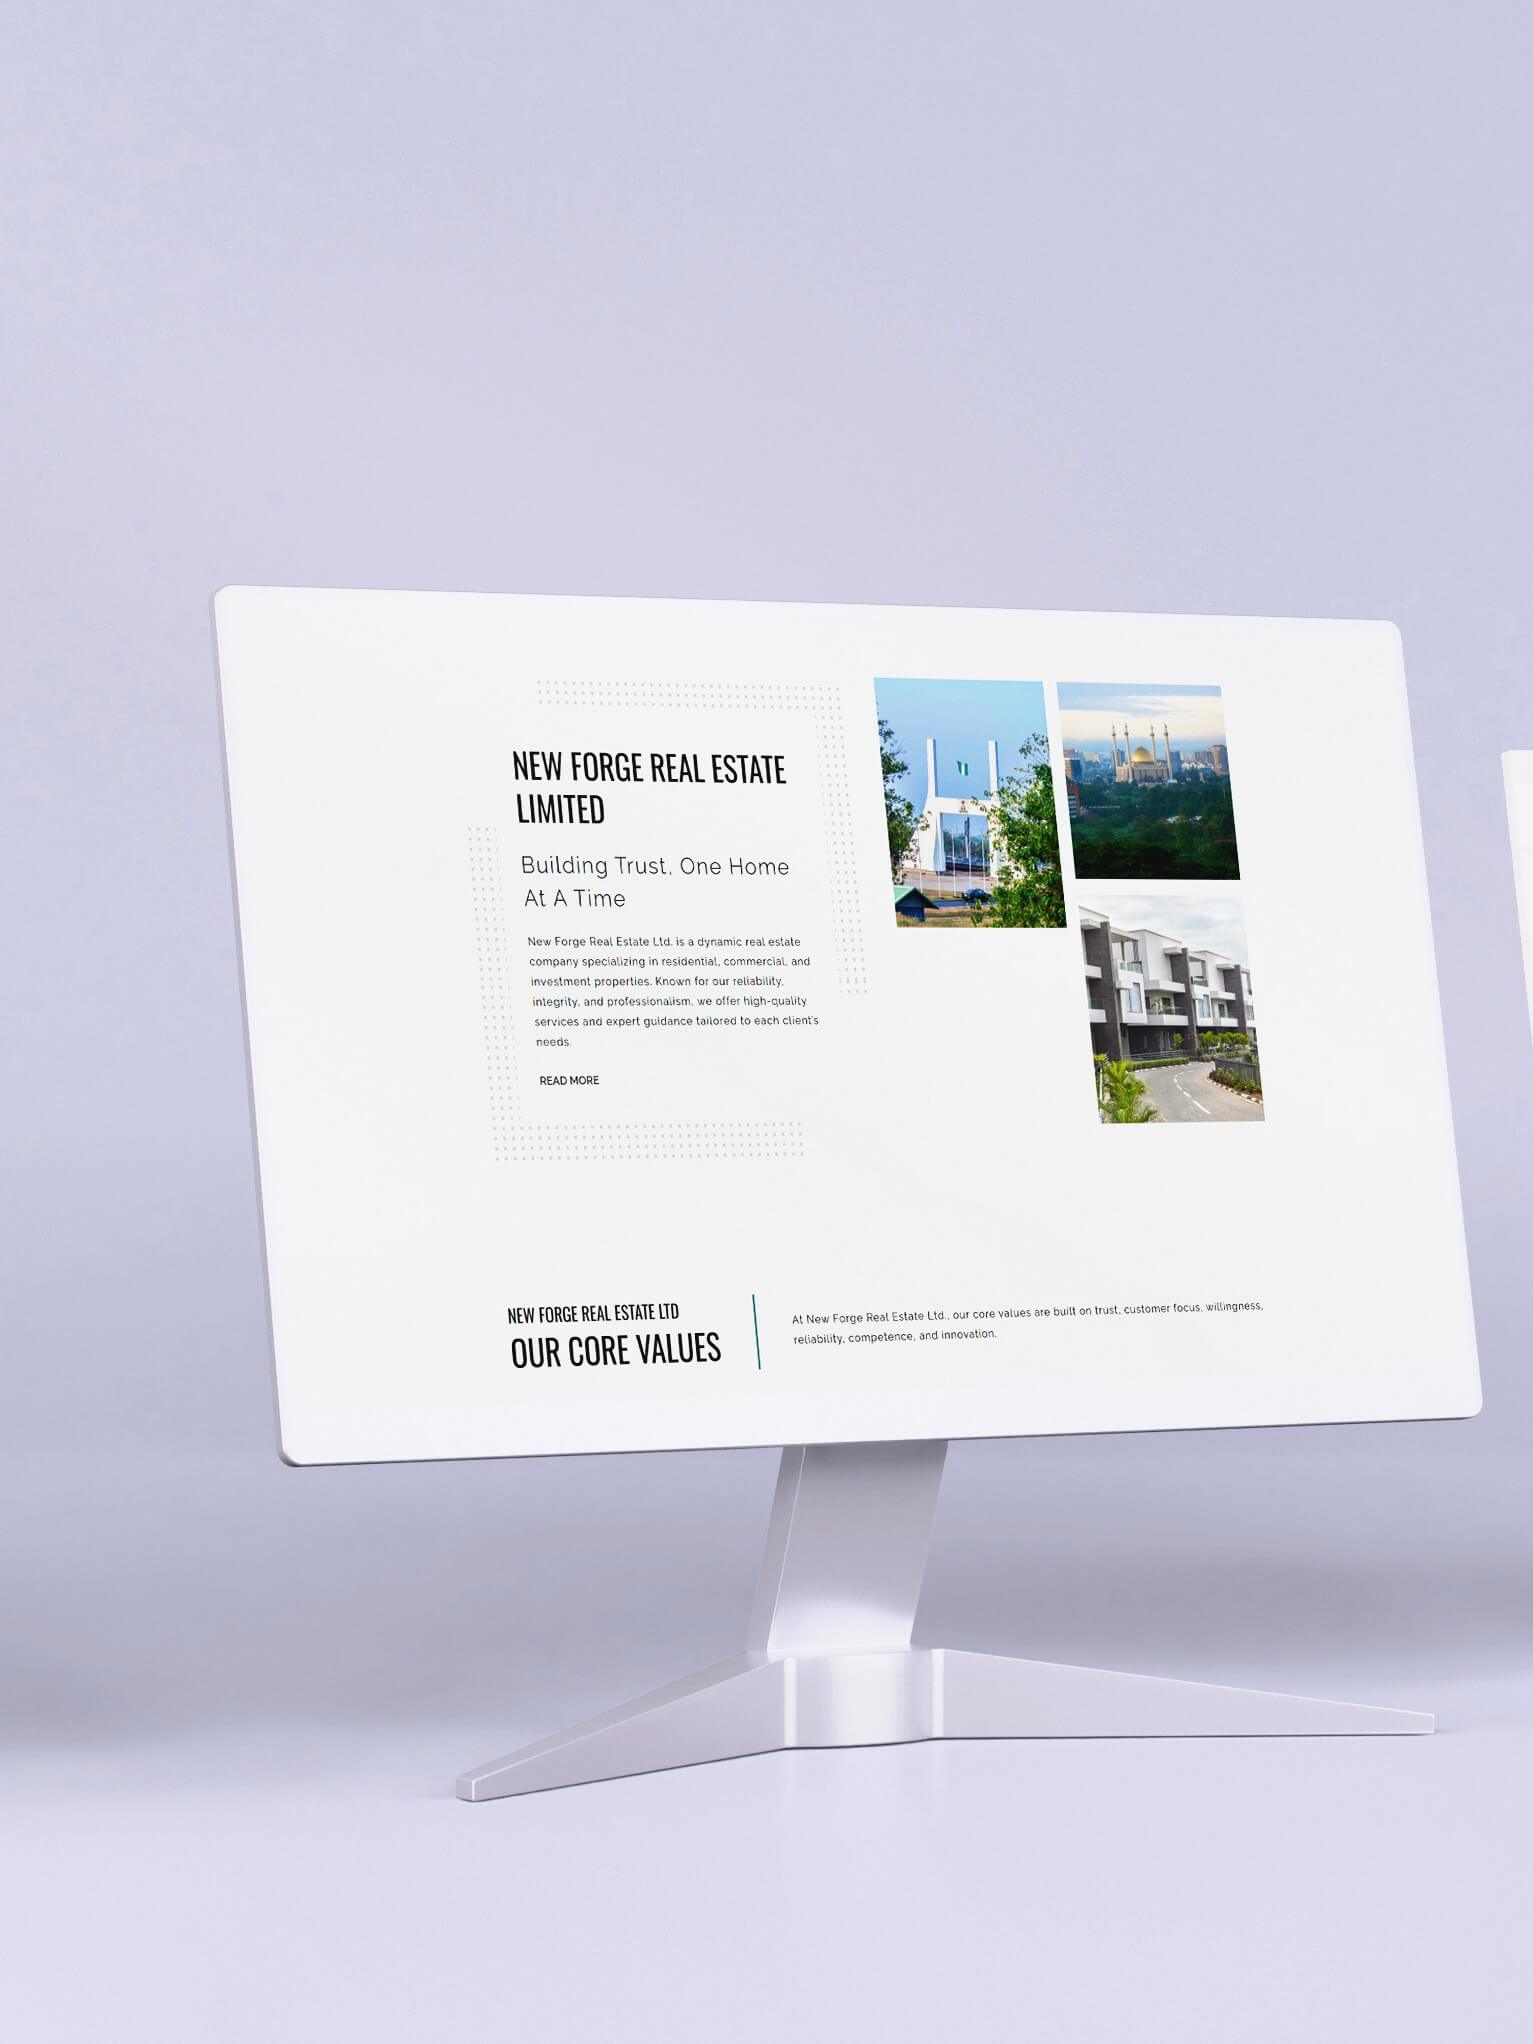 NEW FORGE REAL ESTATE
LIMITED
Building Trust, One Home
At A Time
New Forge Real Estate Ltd. is a dynamic real estate
company specializing in residential, commercial, and
investment properties. Known for our reliability,
integrity, and professionalism, we offer high-quality
services and expert guidance tailored to each client's
needs.
READ MORE
NEW FORGE REAL ESTATE LTD
OUR CORE VALUES
At New Forge Real Estate Ltd., our core values are built on trust, customer focus, willingness,
reliability, competence, and innovation.